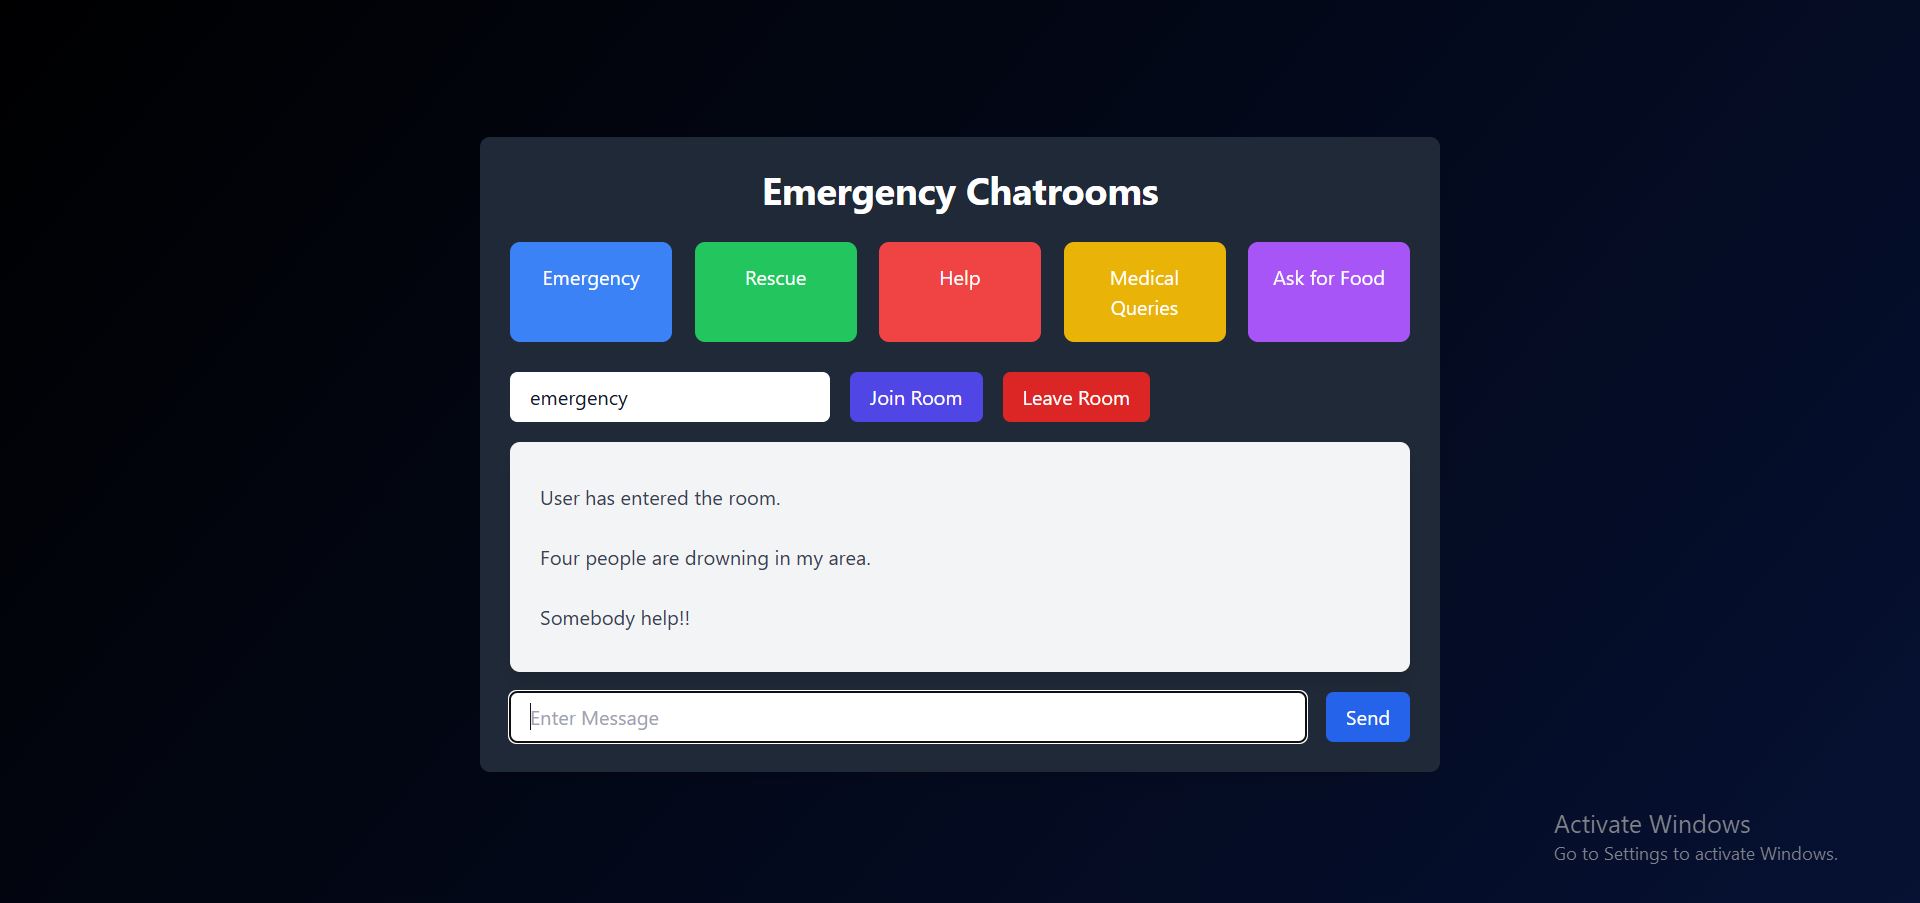 Emergency Chatrooms
Emergency
Rescue
Help
Medical
Queries
Ask for Food
emergency
Join Room
Leave Room
User has entered the room.
Four people are drowning in my area.
Somebody help!!
Enter Message
Send
Activate Windows
Go to Settings to activate Windows.